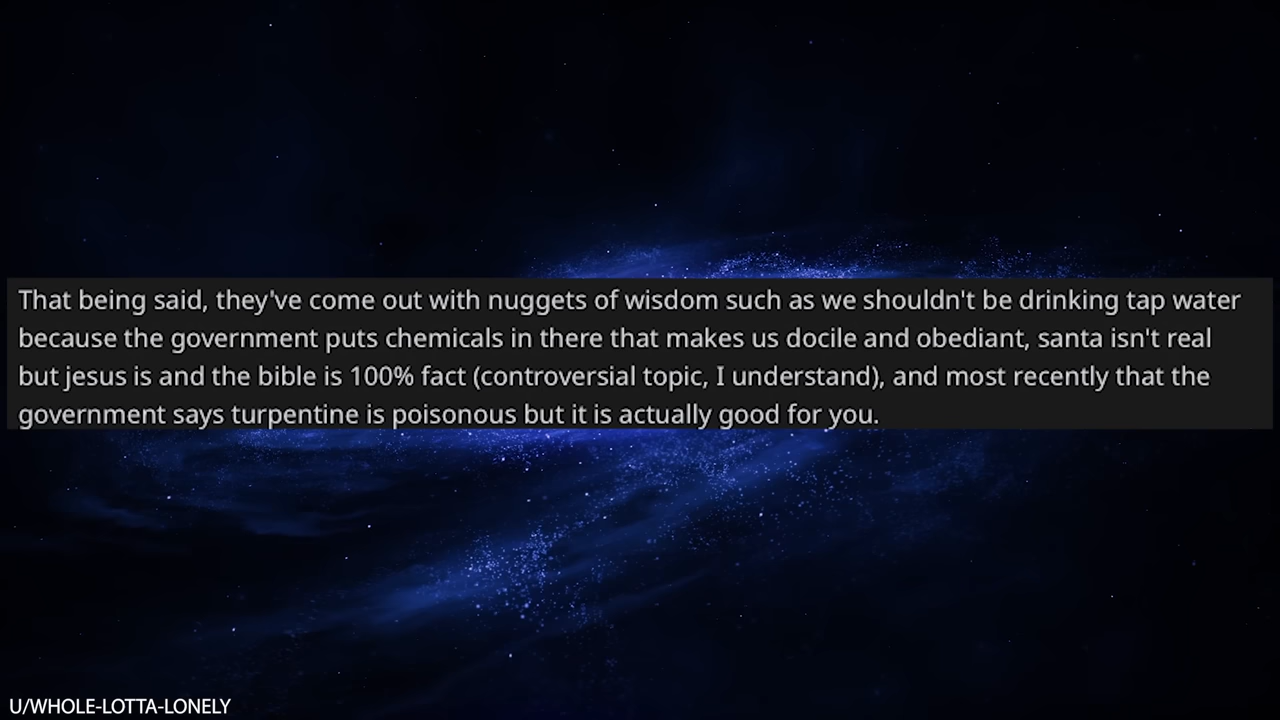 That being said, they've come out with nuggets of wisdom such as we shouldn't be drinking tap water
because the government puts chemicals in there that makes us docile and obediant, santa isn't real
but jesus is and the bible is 100% fact (controversial topic, I understand), and most recently that the
government says turpentine is poisonous but it is actually good for you.
U/WHOLE-LOTTA-LONELY